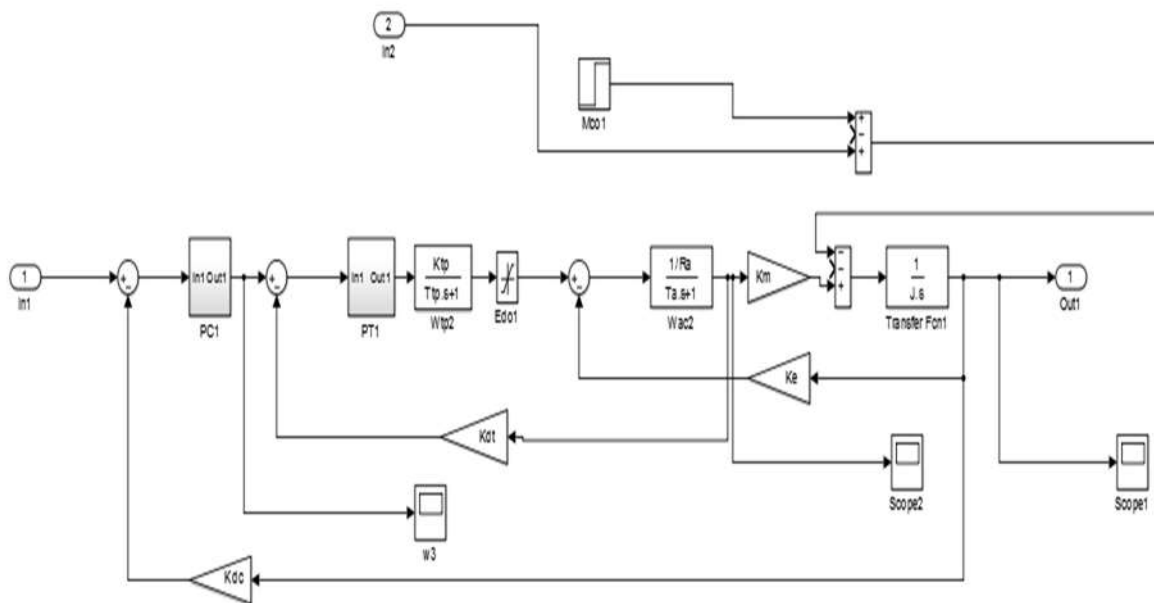 2
In2
Mco1
+
−
+
1
In1
+
−
In1 Out1
PC1
+
−
In1 Out1
PT1
Ktp
Ttp.s+1
Wtp2
Edo1
+
−
1/Ra
Ta.s+1
Wac2
Km
−
−
+
1
J.s
Transfer Fcn1
1
Out1
Ke
Kdt
Scope2
Scope1
w3
Kdc